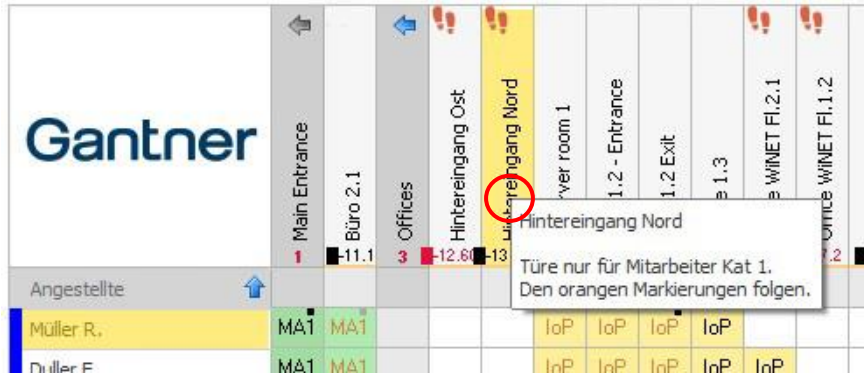 Gantner
Main Entrance
Büro 2.1
Offices
Hintereingang Ost
Hintereingang Nord
ver room 1
1.2 - Entrance
1.2 Exit
e 1.3
e WiNET Fl.2.1
Office WiNET Fl.1.2
1
-11.1
3
-12.60
-13
7.2
Hintereingang Nord
Türe nur für Mitarbeiter Kat 1.
Den orangen Markierungen folgen.
Angestellte
Müller R.
MA1 MA1 IoP IoP IoP IoP
Duller F.
MA1 MA1 IoP IoP IoP IoP IoP